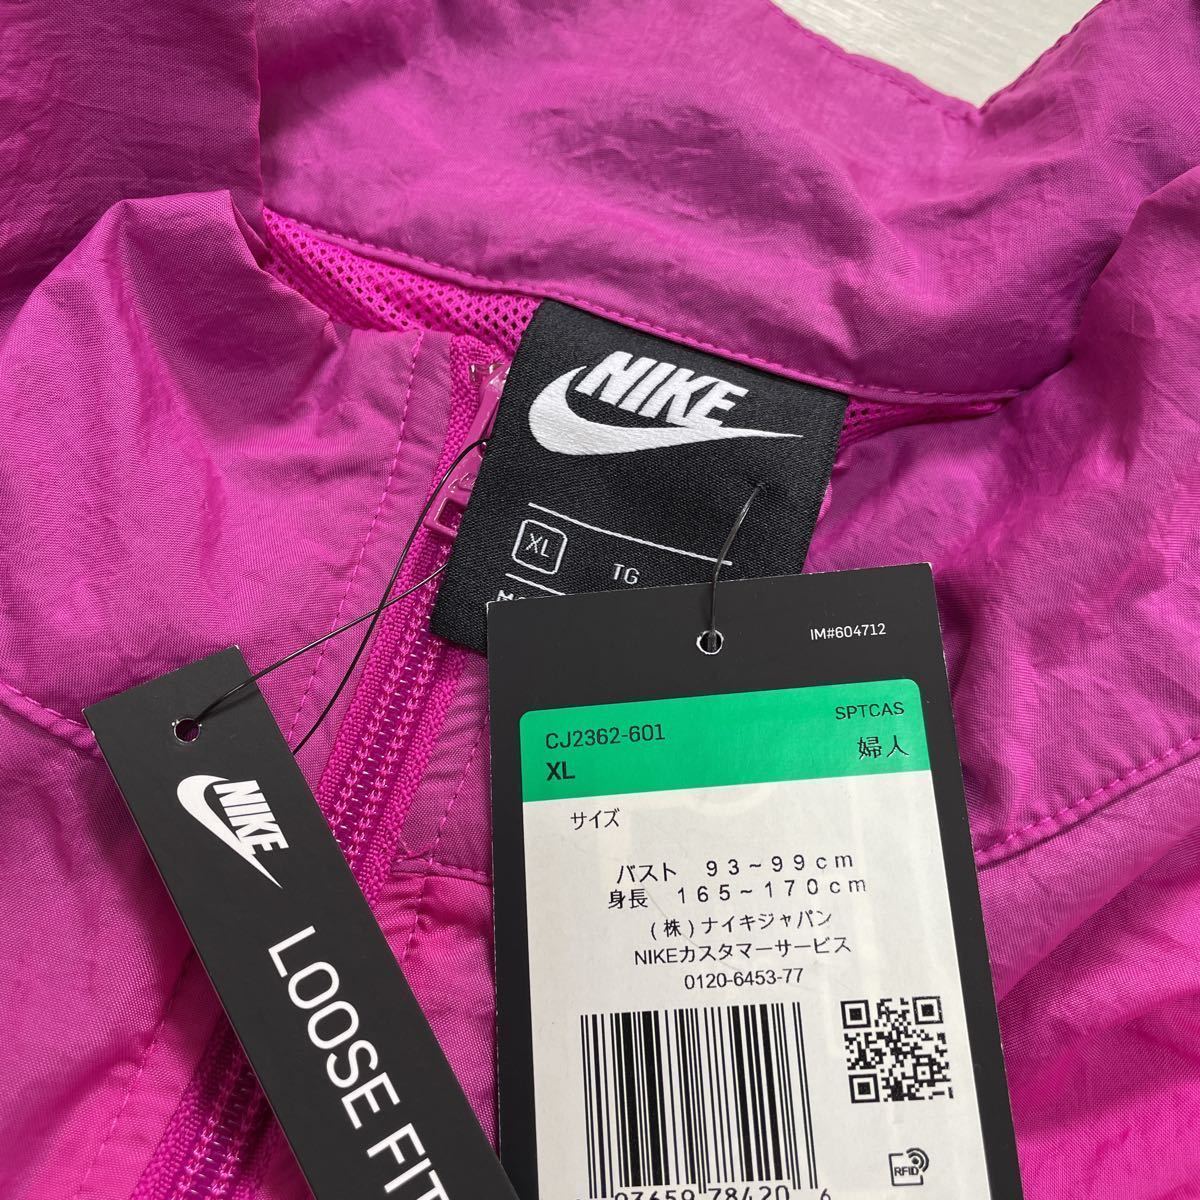 NIKE
XL
TG
IM#604712
CJ2362-601
SPTCAS
XL
婦人
サイズ
バスト 93~99cm
身長 165~170cm
(株)ナイキジャパン
NIKEカスタマーサービス
0120-6453-77
RFID
NIKE
LOOSE FIT